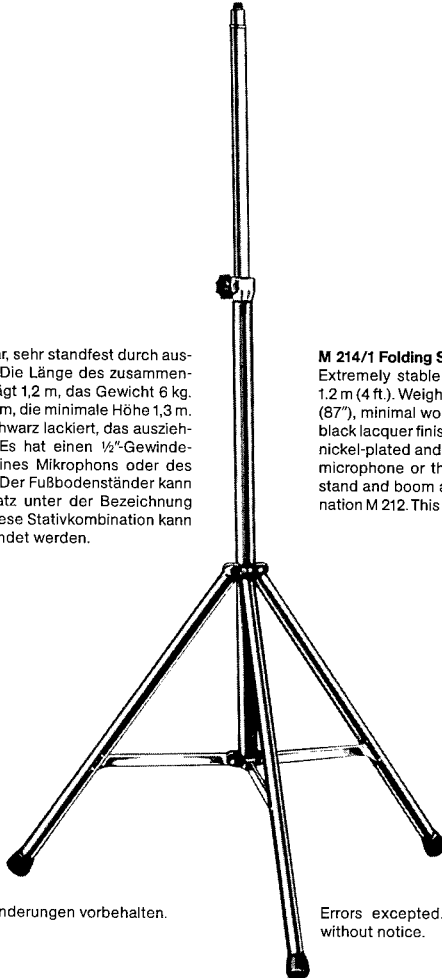 ar, sehr standfest durch aus-
Die Länge des zusammen-
ägt 1,2 m, das Gewicht 6 kg.
m, die minimale Höhe 1,3 m.
chwarz lackiert, das auszieh-
Es hat einen ½″-Gewinde-
ines Mikrophons oder des
Der Fußbodenständer kann
atz unter der Bezeichnung
iese Stativkombination kann
ndet werden.
M 214/1 Folding S
Extremely stable
1.2 m (4 ft.). Weigh
(87″), minimal wo
black lacquer finis
nickel-plated and
microphone or th
stand and boom a
nation M 212. This
nderungen vorbehalten.
Errors excepted.
without notice.